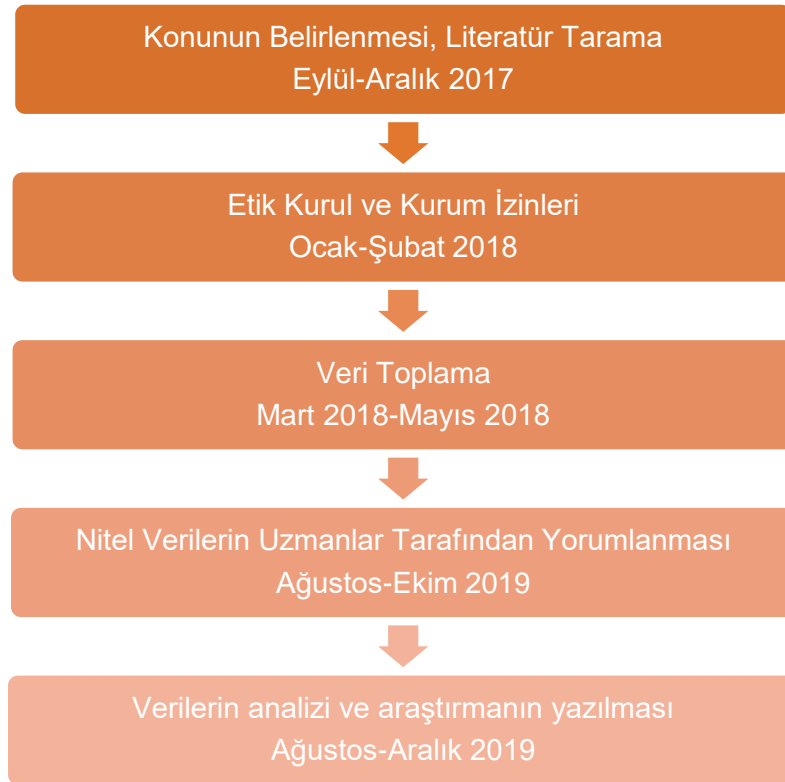 Konunun Belirlenmesi, Literatür Tarama
Eylül-Aralık 2017
Etik Kurul ve Kurum İzinleri
Ocak-Şubat 2018
Veri Toplama
Mart 2018-Mayıs 2018
Nitel Verilerin Uzmanlar Tarafından Yorumlanması
Ağustos-Ekim 2019
Verilerin analizi ve araştırmanın yazılması
Ağustos-Aralık 2019